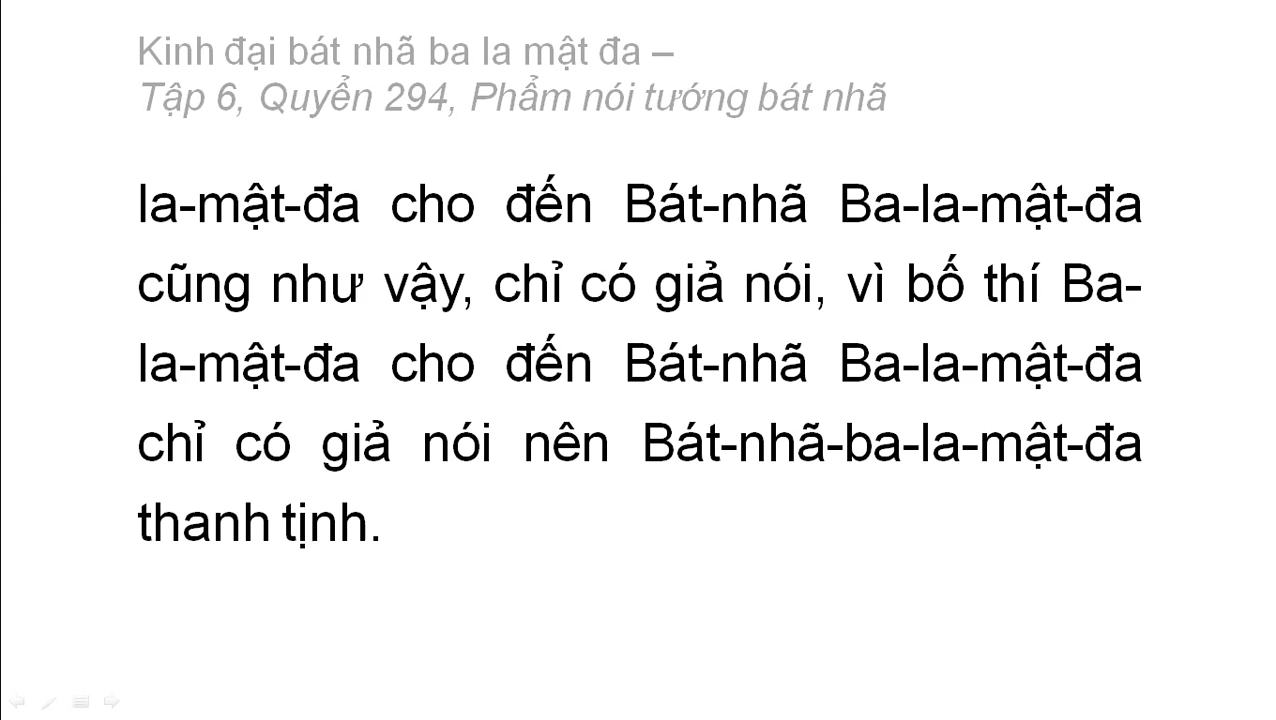 Kinh đại bát nhã ba la mật đa –
Tập 6, Quyển 294, Phẩm nói tướng bát nhã
la-mật-đa cho đến Bát-nhã Ba-la-mật-đa
cũng như vậy, chỉ có giả nói, vì bố thí Ba-
la-mật-đa cho đến Bát-nhã Ba-la-mật-đa
chỉ có giả nói nên Bát-nhã-ba-la-mật-đa
thanh tịnh.